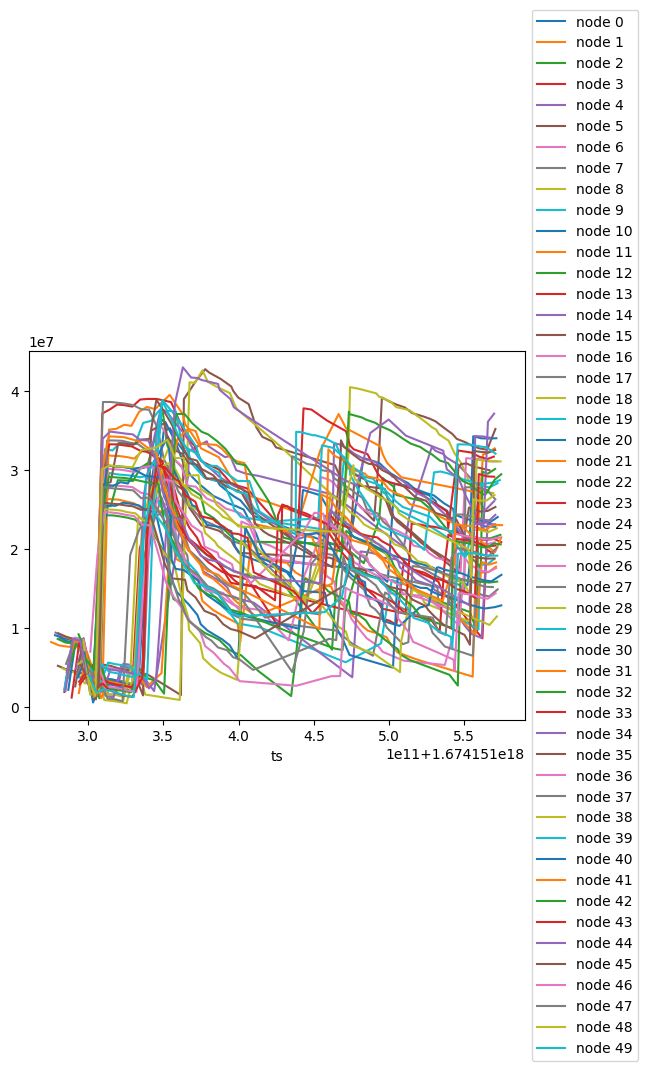 1e7
4
3
2
1
0
3.0 3.5 4.0 4.5 5.0 5.5
ts
1e11+1.674151e18
node 0
node 1
node 2
node 3
node 4
node 5
node 6
node 7
node 8
node 9
node 10
node 11
node 12
node 13
node 14
node 15
node 16
node 17
node 18
node 19
node 20
node 21
node 22
node 23
node 24
node 25
node 26
node 27
node 28
node 29
node 30
node 31
node 32
node 33
node 34
node 35
node 36
node 37
node 38
node 39
node 40
node 41
node 42
node 43
node 44
node 45
node 46
node 47
node 48
node 49